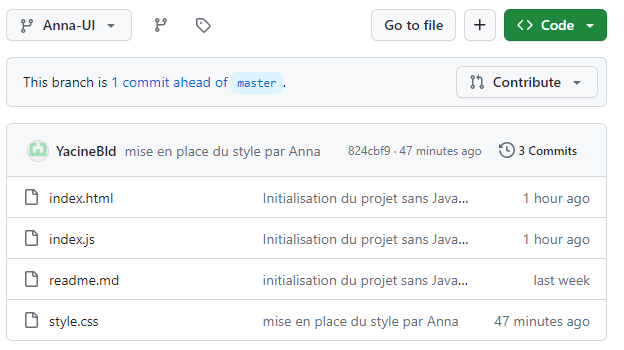 Anna-UI Go to file Code
This branch is 1 commit ahead of master. Contribute
YacineBld mise en place du style par Anna 824cbf9 · 47 minutes ago 3 Commits
index.html Initialisation du projet sans Java... 1 hour ago
index.js Initialisation du projet sans Java... 1 hour ago
readme.md initialisation du projet sans Java... last week
style.css mise en place du style par Anna 47 minutes ago